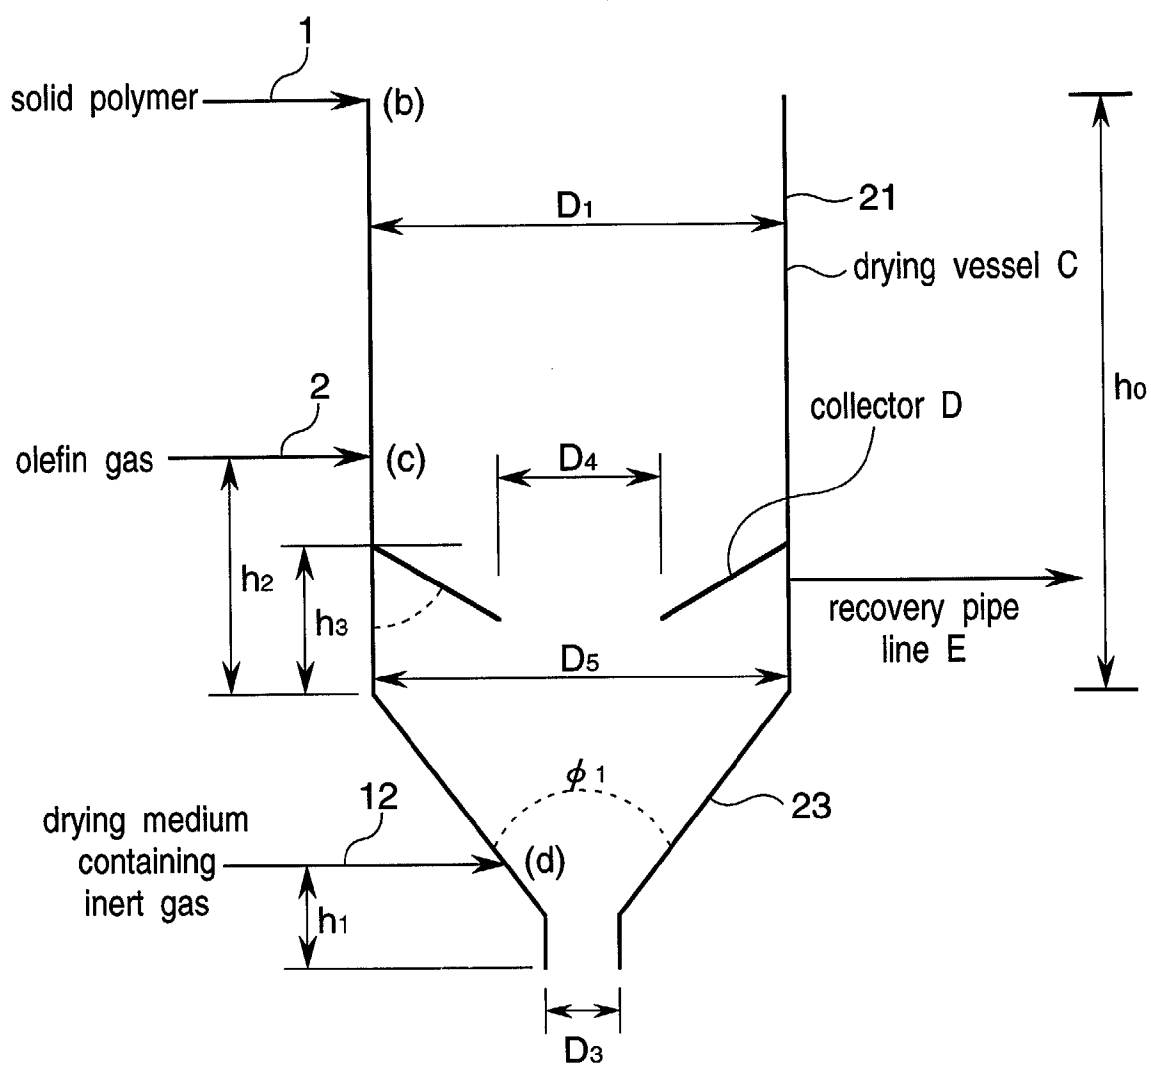 1
solid polymer
(b)
D1
21
drying vessel C
h0
2
collector D
olefin gas
(c)
D4
h2
h3
recovery pipe
line E
D5
ϕ1
12
23
drying medium
containing
inert gas
(d)
h1
D3